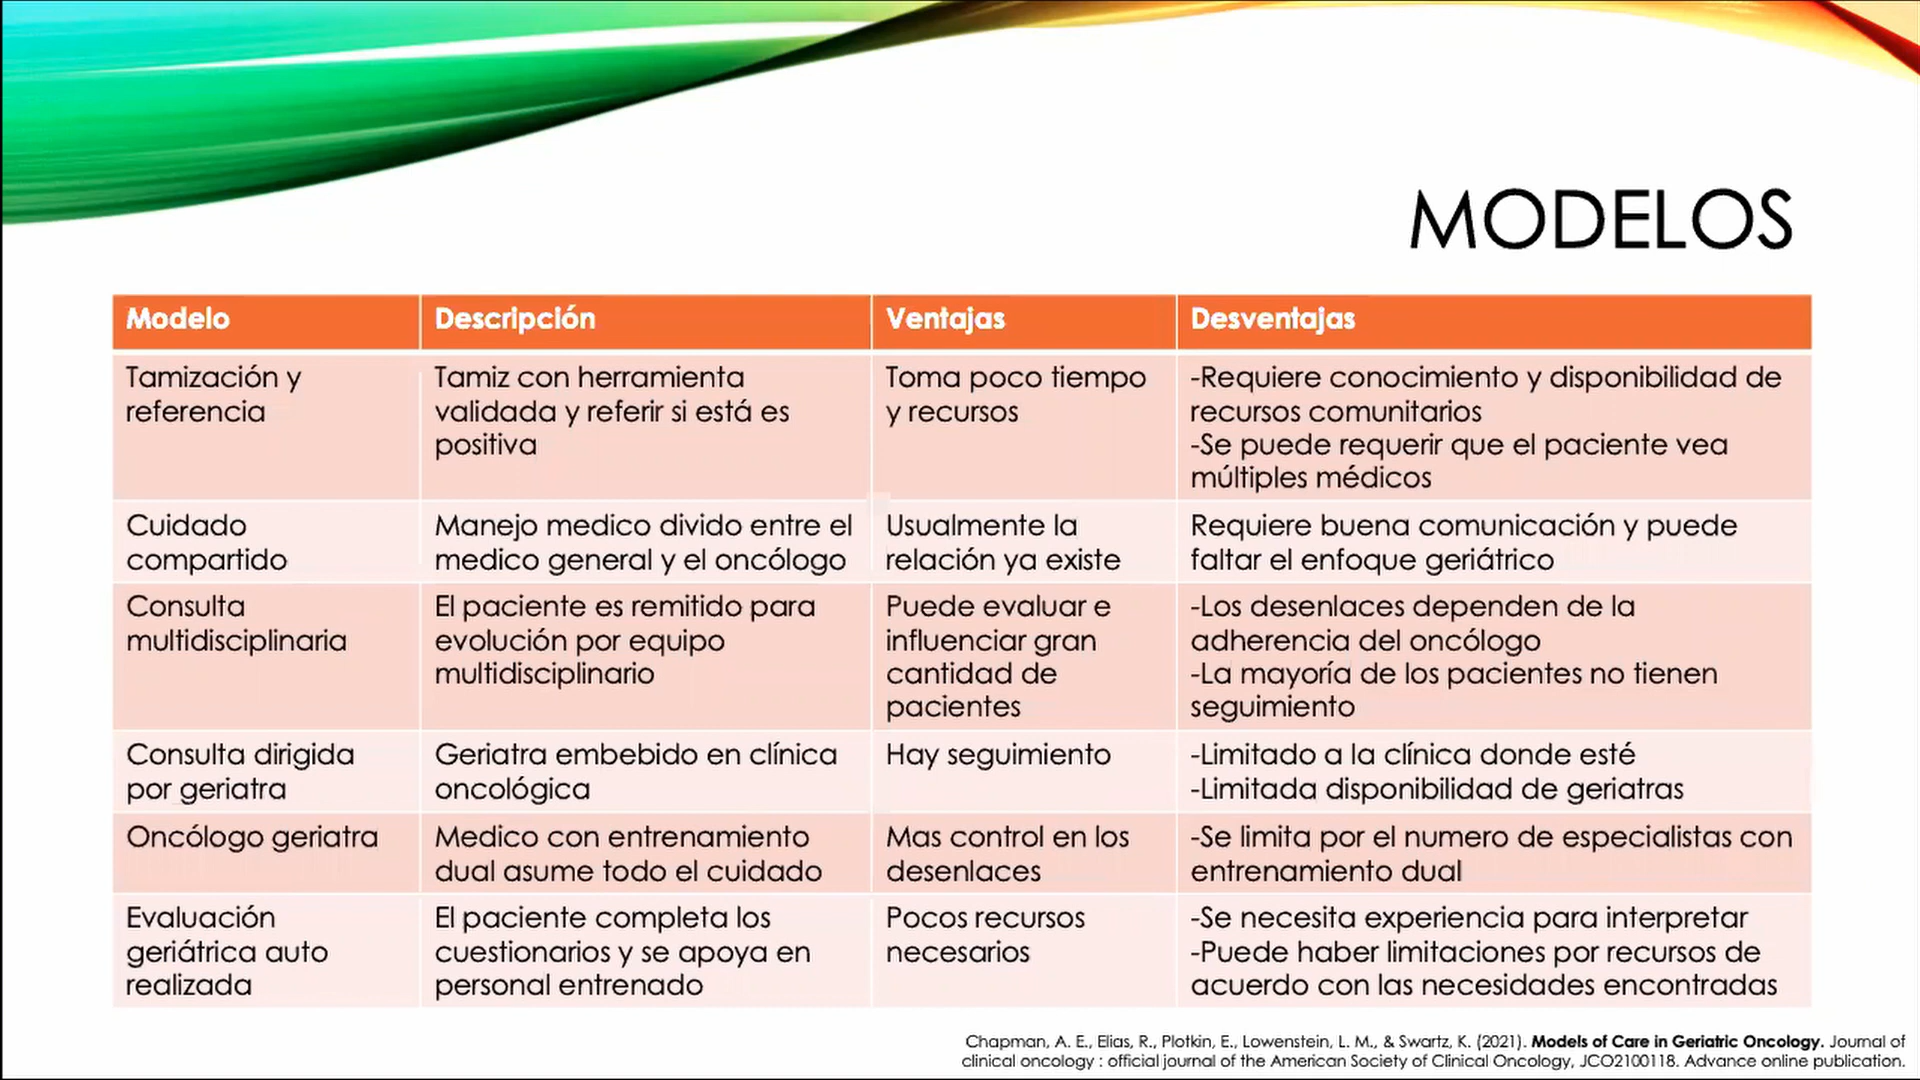 MODELOS
Modelo Descripción Ventajas Desventajas
Tamización y
referencia
Tamiz con herramienta
validada y referir si está es
positiva
Toma poco tiempo
y recursos
-Requiere conocimiento y disponibilidad de
recursos comunitarios
-Se puede requerir que el paciente vea
múltiples médicos
Cuidado
compartido
Manejo medico divido entre el
medico general y el oncólogo
Usualmente la
relación ya existe
Requiere buena comunicación y puede
faltar el enfoque geriátrico
Consulta
multidisciplinaria
El paciente es remitido para
evolución por equipo
multidisciplinario
Puede evaluar e
influenciar gran
cantidad de
pacientes
-Los desenlaces dependen de la
adherencia del oncólogo
-La mayoría de los pacientes no tienen
seguimiento
Consulta dirigida
por geriatra
Geriatra embebido en clínica
oncológica
Hay seguimiento
-Limitado a la clínica donde esté
-Limitada disponibilidad de geriatras
Oncólogo geriatra
Medico con entrenamiento
dual asume todo el cuidado
Mas control en los
desenlaces
-Se limita por el numero de especialistas con
entrenamiento dual
Evaluación
geriátrica auto
realizada
El paciente completa los
cuestionarios y se apoya en
personal entrenado
Pocos recursos
necesarios
-Se necesita experiencia para interpretar
-Puede haber limitaciones por recursos de
acuerdo con las necesidades encontradas
Chapman, A. E., Elias, R., Plotkin, E., Lowenstein, L. M., & Swartz, K. (2021). Models of Care in Geriatric Oncology. Journal of
clinical oncology : official journal of the American Society of Clinical Oncology, JCO2100118. Advance online publication.